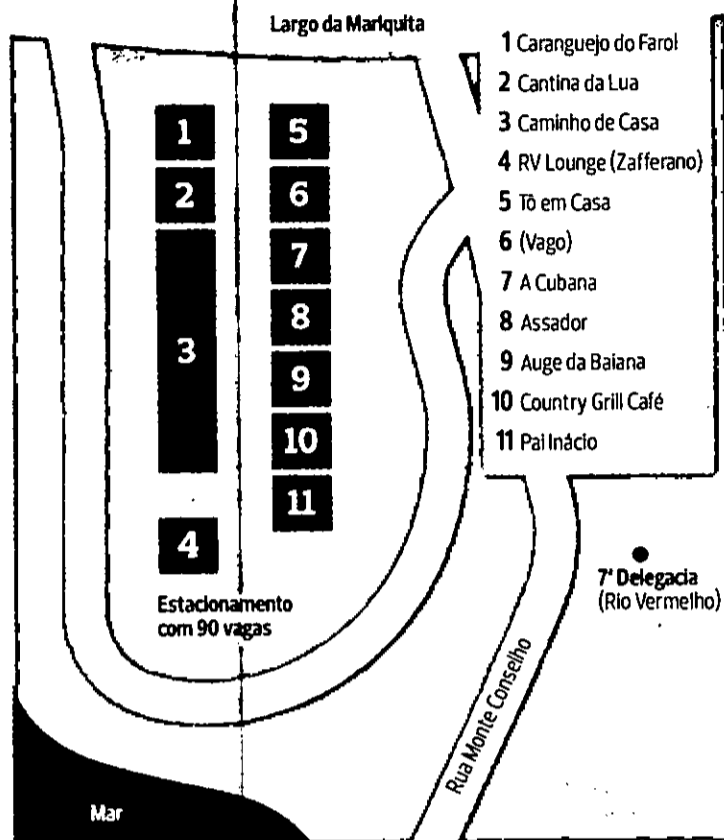 Largo da Mariquita
1 Caranguejo do Farol
2 Cantina da Lua
3 Caminho de Casa
4 RV Lounge (Zafferano)
5 Tô em Casa
6 (Vago)
7 A Cubana
8 Assador
9 Auge da Baiana
10 Country Grill Café
11 Pai Inácio
1
2
3
4
5
6
7
8
9
10
11
Estacionamento
com 90 vagas
7ª Delegacia
(Rio Vermelho)
Rua Monte Conselho
Mar